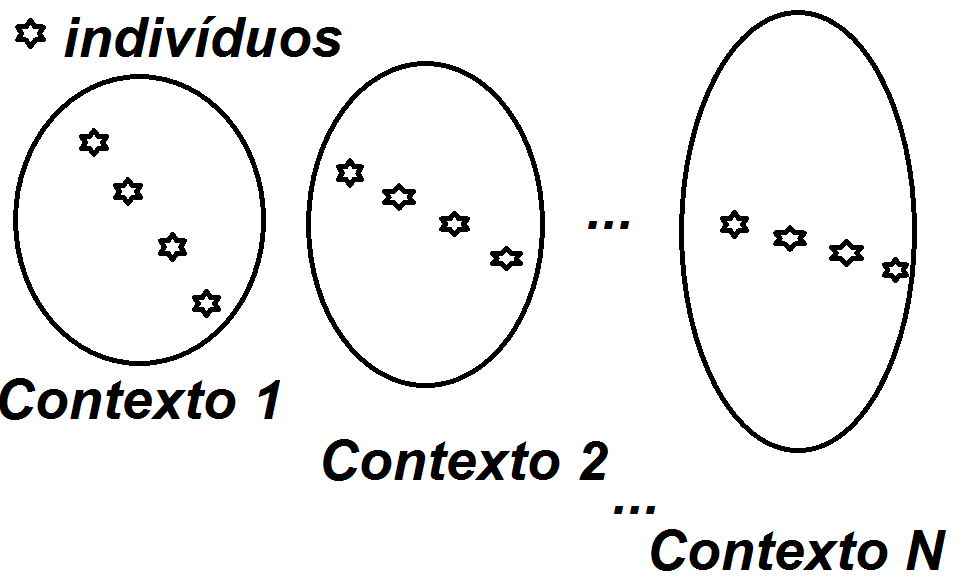 indivíduos
...
Contexto 1
Contexto 2
...
Contexto N